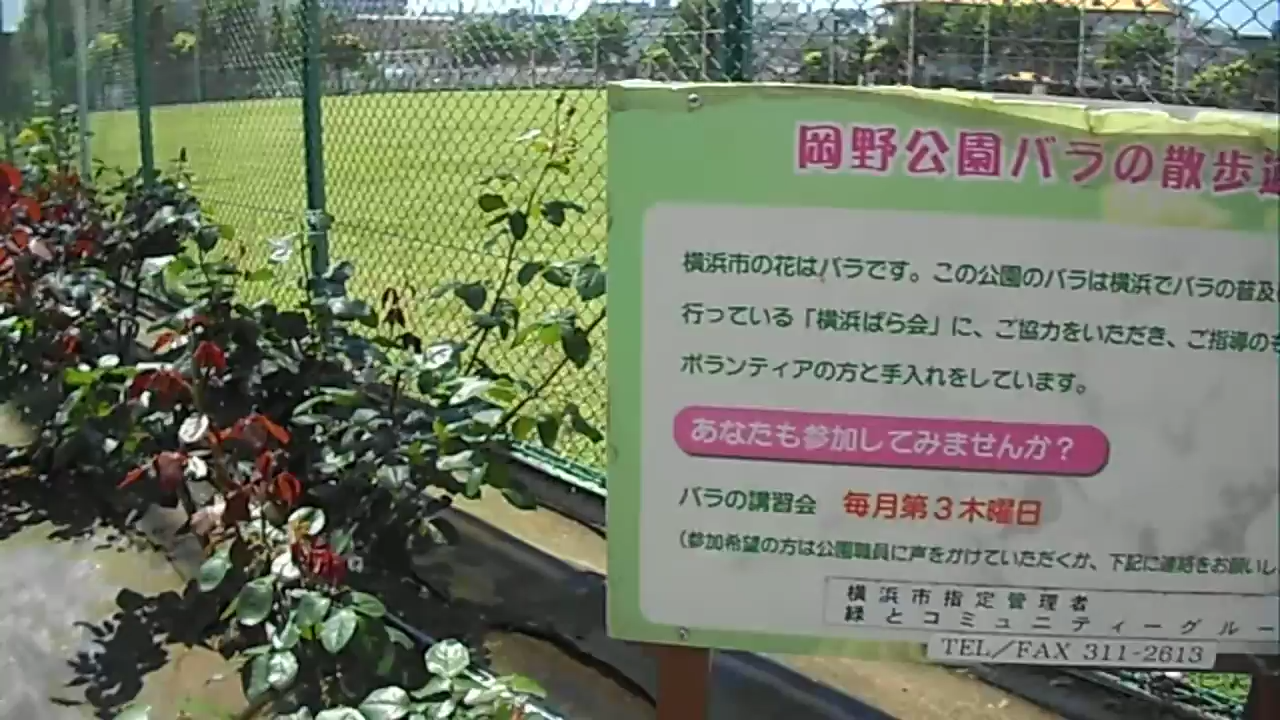 岡野公園バラの散歩道
横浜市の花はバラです。この公園のバラは横浜でバラの普及
行っている「横浜ばら会」に、ご協力をいただき、ご指導のも
ボランティアの方と手入れをしています。
あなたも参加してみませんか？
バラの講習会 毎月第３木曜日
(参加希望の方は公園職員に声をかけていただくか、下記に連絡をお願いし
横浜市指定管理者
緑とコミュニティーグルー
TEL／FAX 311-2613